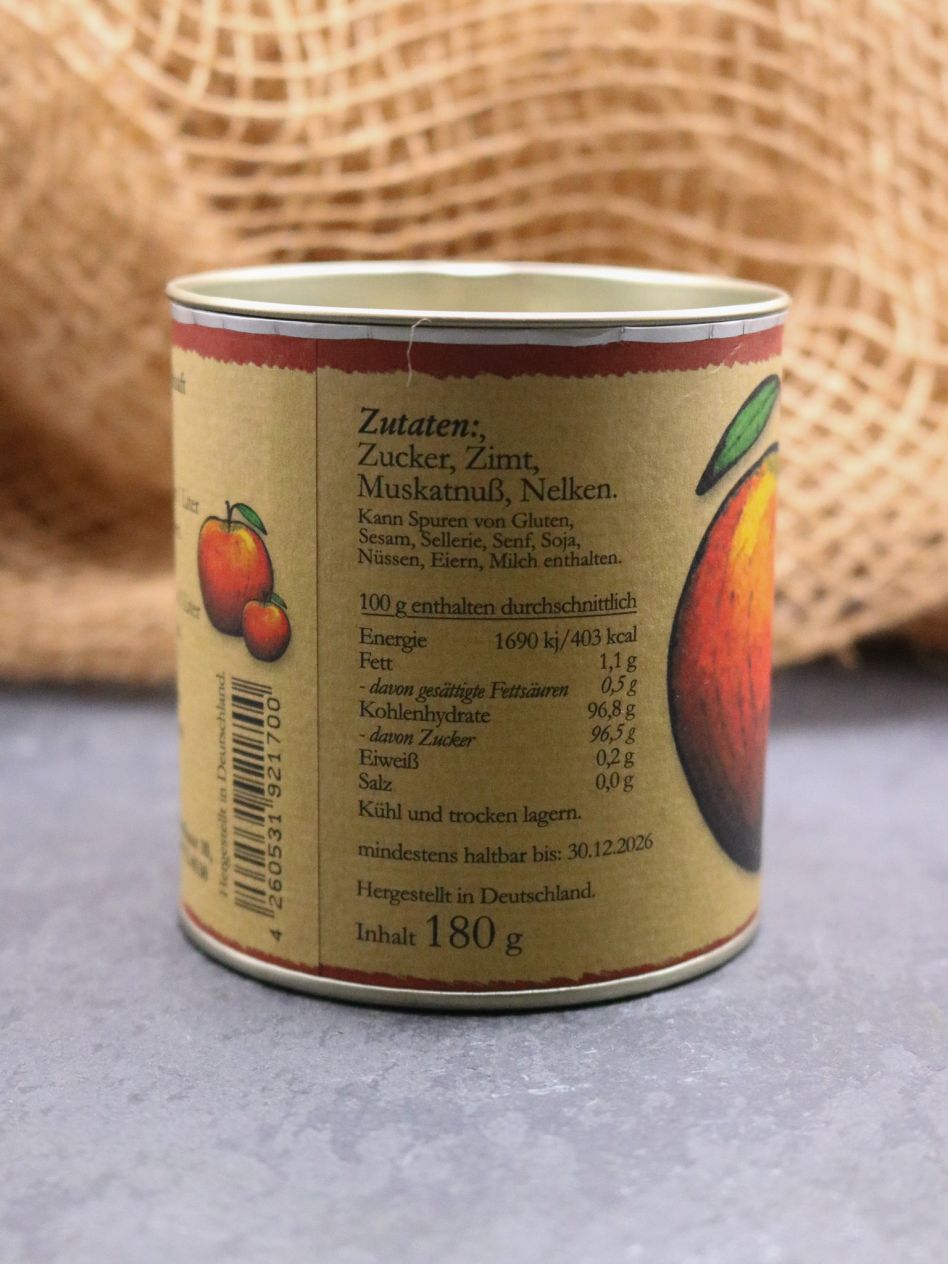 Liter
Hergestellt in Deutschland.
4 260531 921700
Zutaten:,
Zucker, Zimt,
Muskatnuß, Nelken.
Kann Spuren von Gluten,
Sesam, Sellerie, Senf, Soja,
Nüssen, Eiern, Milch enthalten.
100 g enthalten durchschnittlich
Energie 1690 kj/403 kcal
Fett 1,1 g
- davon gesättigte Fettsäuren 0,5 g
Kohlenhydrate 96,8 g
- davon Zucker 96,5 g
Eiweiß 0,2 g
Salz 0,0 g
Kühl und trocken lagern.
mindestens haltbar bis: 30.12.2026
Hergestellt in Deutschland.
Inhalt 180 g